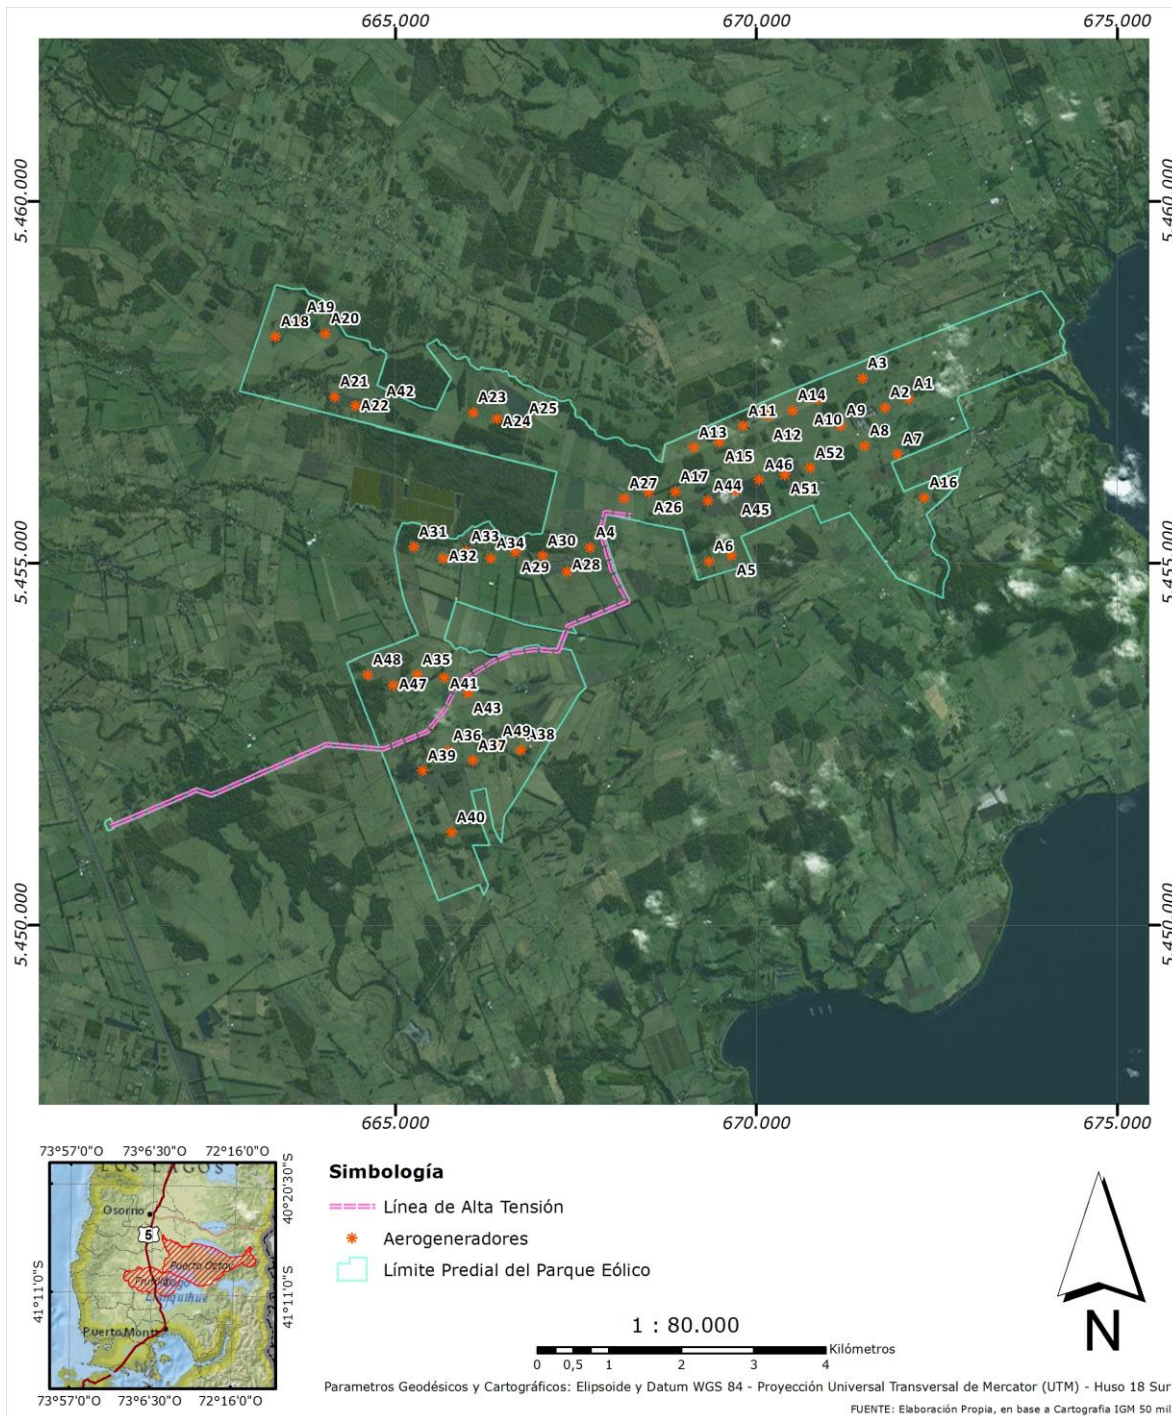 665.000 670.000 675.000
5.460.000 5.460.000
A19
A18 A20
A3
A21 A42
A2 A1
A23
A22
A25
A14
A11
A24
A10 A9
A13 A12
A8 A7
A15
A52
A46
A27 A17
A44
A16
A26
A51
A45
A31 A33
A34 A30 A4
A6
A32
A29 A28
A5
5.455.000 5.455.000
A48 A35
A47 A41
A43
A36 A49 A38
A37
A39
A40
5.450.000 5.450.000
665.000 670.000 675.000
73°57'0"O 73°6'30"O 72°16'0"O
LOS LAGOS
Osorno
5
Puerto Octay
Llanquihue
Puerto Montt
40°20'30"S
41°11'0"S 41°11'0"S
73°57'0"O 73°6'30"O 72°16'0"O
Simbología
Línea de Alta Tensión
Aerogeneradores
Límite Predial del Parque Eólico
N
1 : 80.000
0 0,5 1 2 3 4 Kilómetros
Parametros Geodésicos y Cartográficos: Elipsoide y Datum WGS 84 - Proyección Universal Transversal de Mercator (UTM) - Huso 18 Sur
FUENTE: Elaboración Propia, en base a Cartografia IGM 50 mil